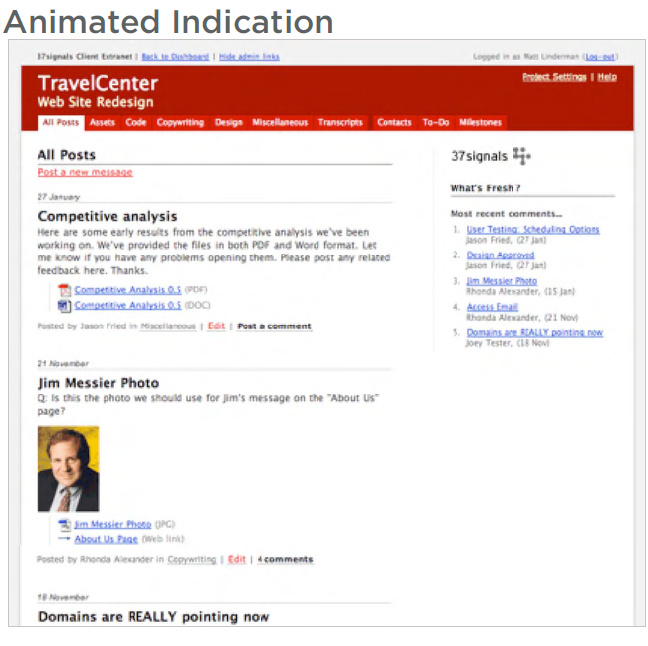 Animated Indication
37signals Client Extranet | Back to Dashboard | Hide admin links
Logged in as Matt Linderman (Log-out)
TravelCenter
Project Settings | Help
Web Site Redesign
All Posts Assets Code Copywriting Design Miscellaneous Transcripts Contacts To-Do Milestones
All Posts
Post a new message
27 January
Competitive analysis
Here are some early results from the competitive analysis we've been
working on. We've provided the files in both PDF and Word format. Let
me know if you have any problems opening them. Please post any related
feedback here. Thanks.
Competitive Analysis 0.5 (PDF)
Competitive Analysis 0.5 (DOC)
Posted by Jason Fried in Miscellaneous | Edit | Post a comment
21 November
Jim Messier Photo
Q: Is this the photo we should use for Jim's message on the "About Us"
page?
Jim Messier Photo (JPG)
About Us Page (Web link)
Posted by Rhonda Alexander in Copywriting | Edit | 4 comments
18 November
Domains are REALLY pointing now
37signals
What's Fresh?
Most recent comments...
1. User Testing: Scheduling Options
Jason Fried, (27 Jan)
2. Design Approved
Jason Fried, (27 Jan)
3. Jim Messier Photo
Rhonda Alexander, (15 Jan)
4. Access Email
Rhonda Alexander, (21 Nov)
5. Domains are REALLY pointing now
Joey Tester, (18 Nov)